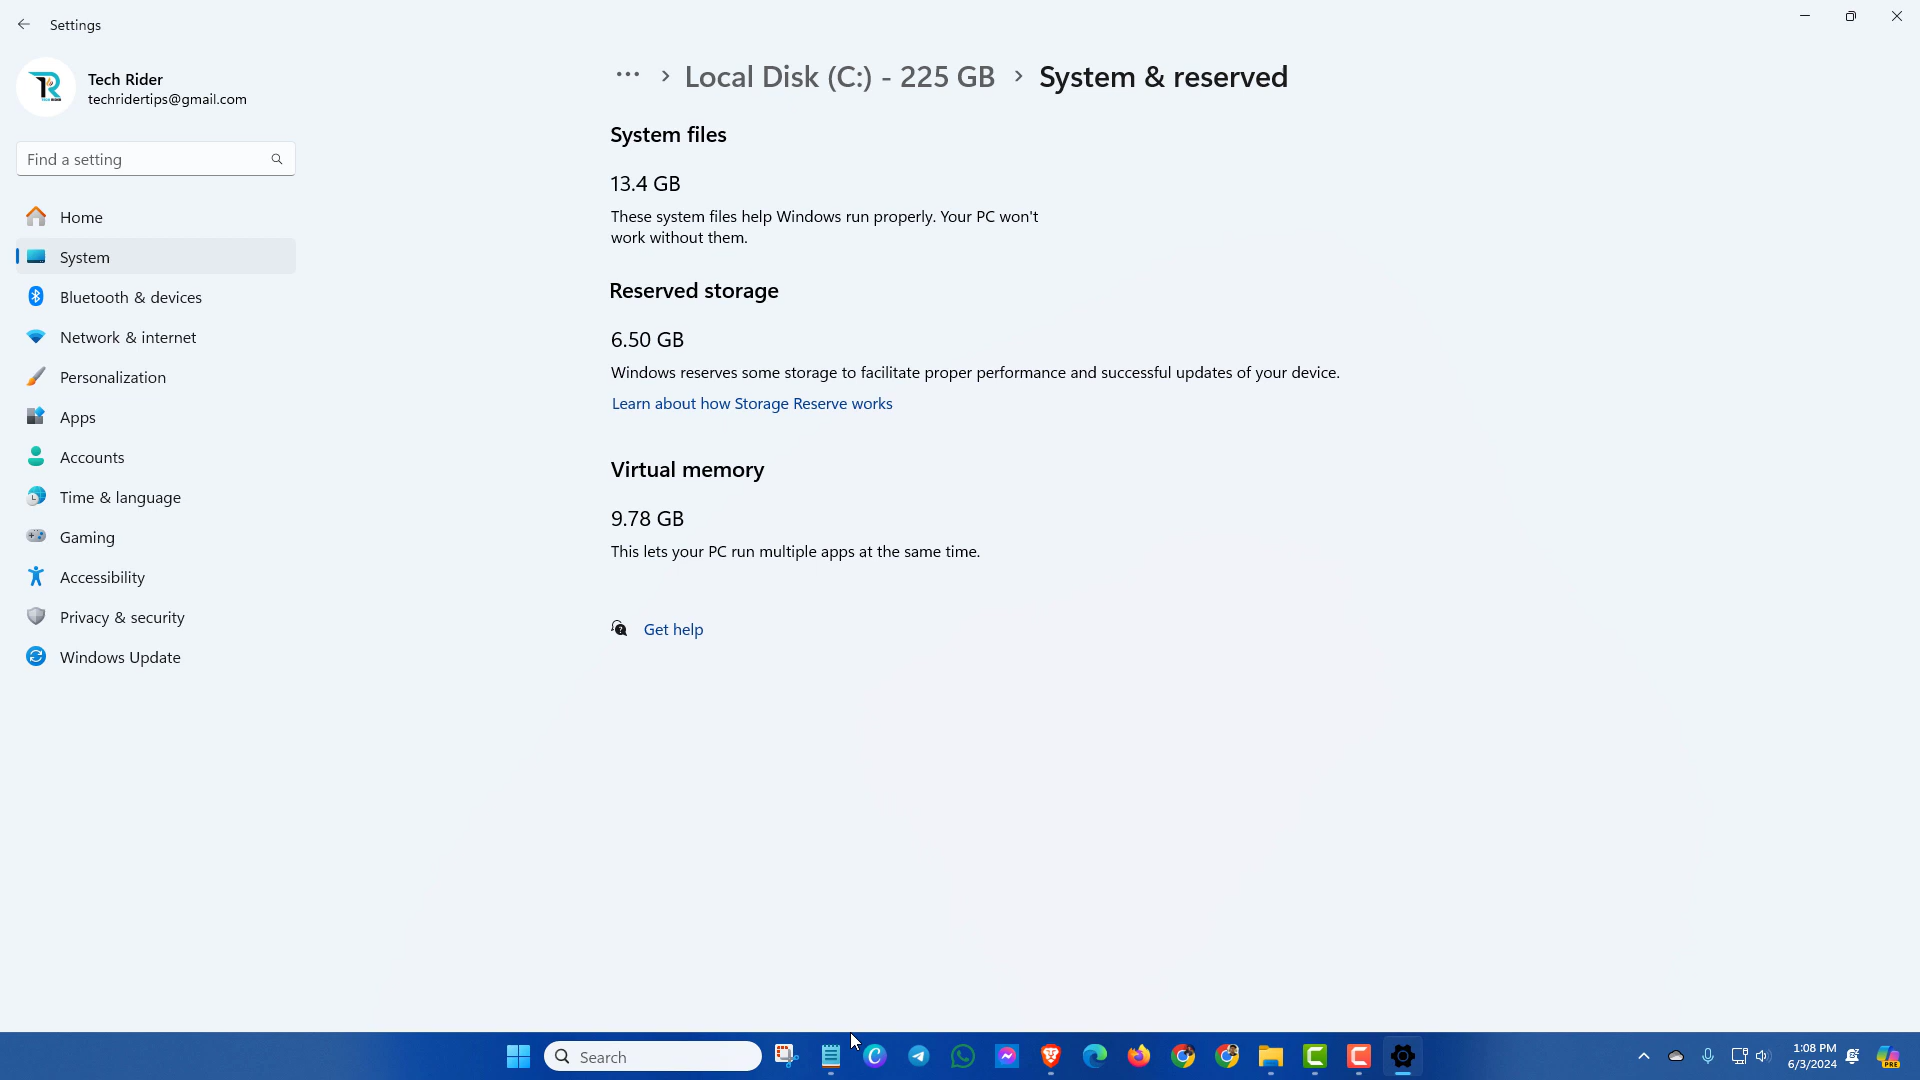 Settings
Tech Rider
techridertips@gmail.com
Find a setting
Home
System
Bluetooth & devices
Network & internet
Personalization
Apps
Accounts
Time & language
Gaming
Accessibility
Privacy & security
Windows Update
... > Local Disk (C:) - 225 GB > System & reserved
System files
13.4 GB
These system files help Windows run properly. Your PC won't
work without them.
Reserved storage
6.50 GB
Windows reserves some storage to facilitate proper performance and successful updates of your device.
Learn about how Storage Reserve works
Virtual memory
9.78 GB
This lets your PC run multiple apps at the same time.
Get help
Search
1:08 PM
6/3/2024
PRE